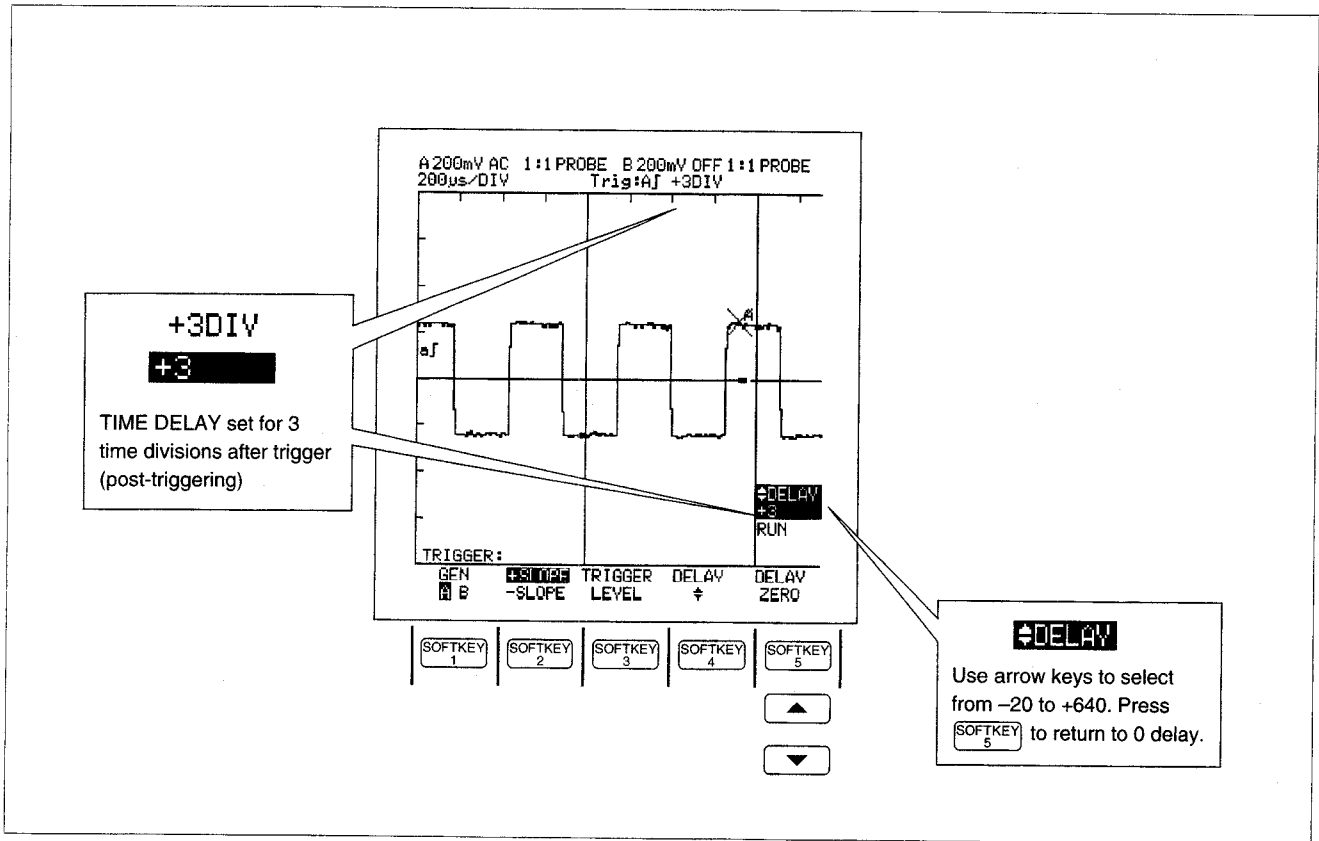 A 200mV AC 1:1 PROBE B 200mV OFF 1:1 PROBE
200µs/DIV Trig:A∫ +3DIV
+3DIV
+3
TIME DELAY set for 3
time divisions after trigger
(post-triggering)
A
a∫
⬍DELAY
+3
RUN
TRIGGER:
GEN +SLOPE TRIGGER DELAY DELAY
A B -SLOPE LEVEL ⬍ ZERO
SOFTKEY 1 SOFTKEY 2 SOFTKEY 3 SOFTKEY 4 SOFTKEY 5
⬍DELAY
Use arrow keys to select
from –20 to +640. Press
SOFTKEY 5 to return to 0 delay.